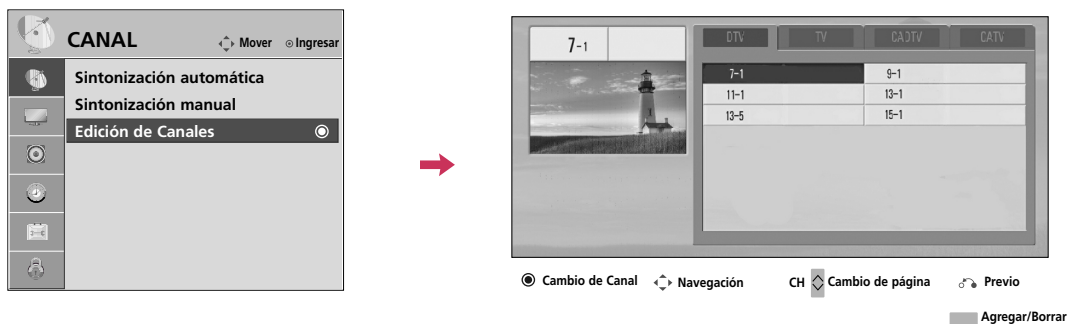 CANAL Mover Ingresar
Sintonización automática
Sintonización manual
Edición de Canales
7-1
DTV TV CADTV CATV
7-1 9-1
11-1 13-1
13-5 15-1
Cambio de Canal Navegación CH Cambio de página Previo
Agregar/Borrar